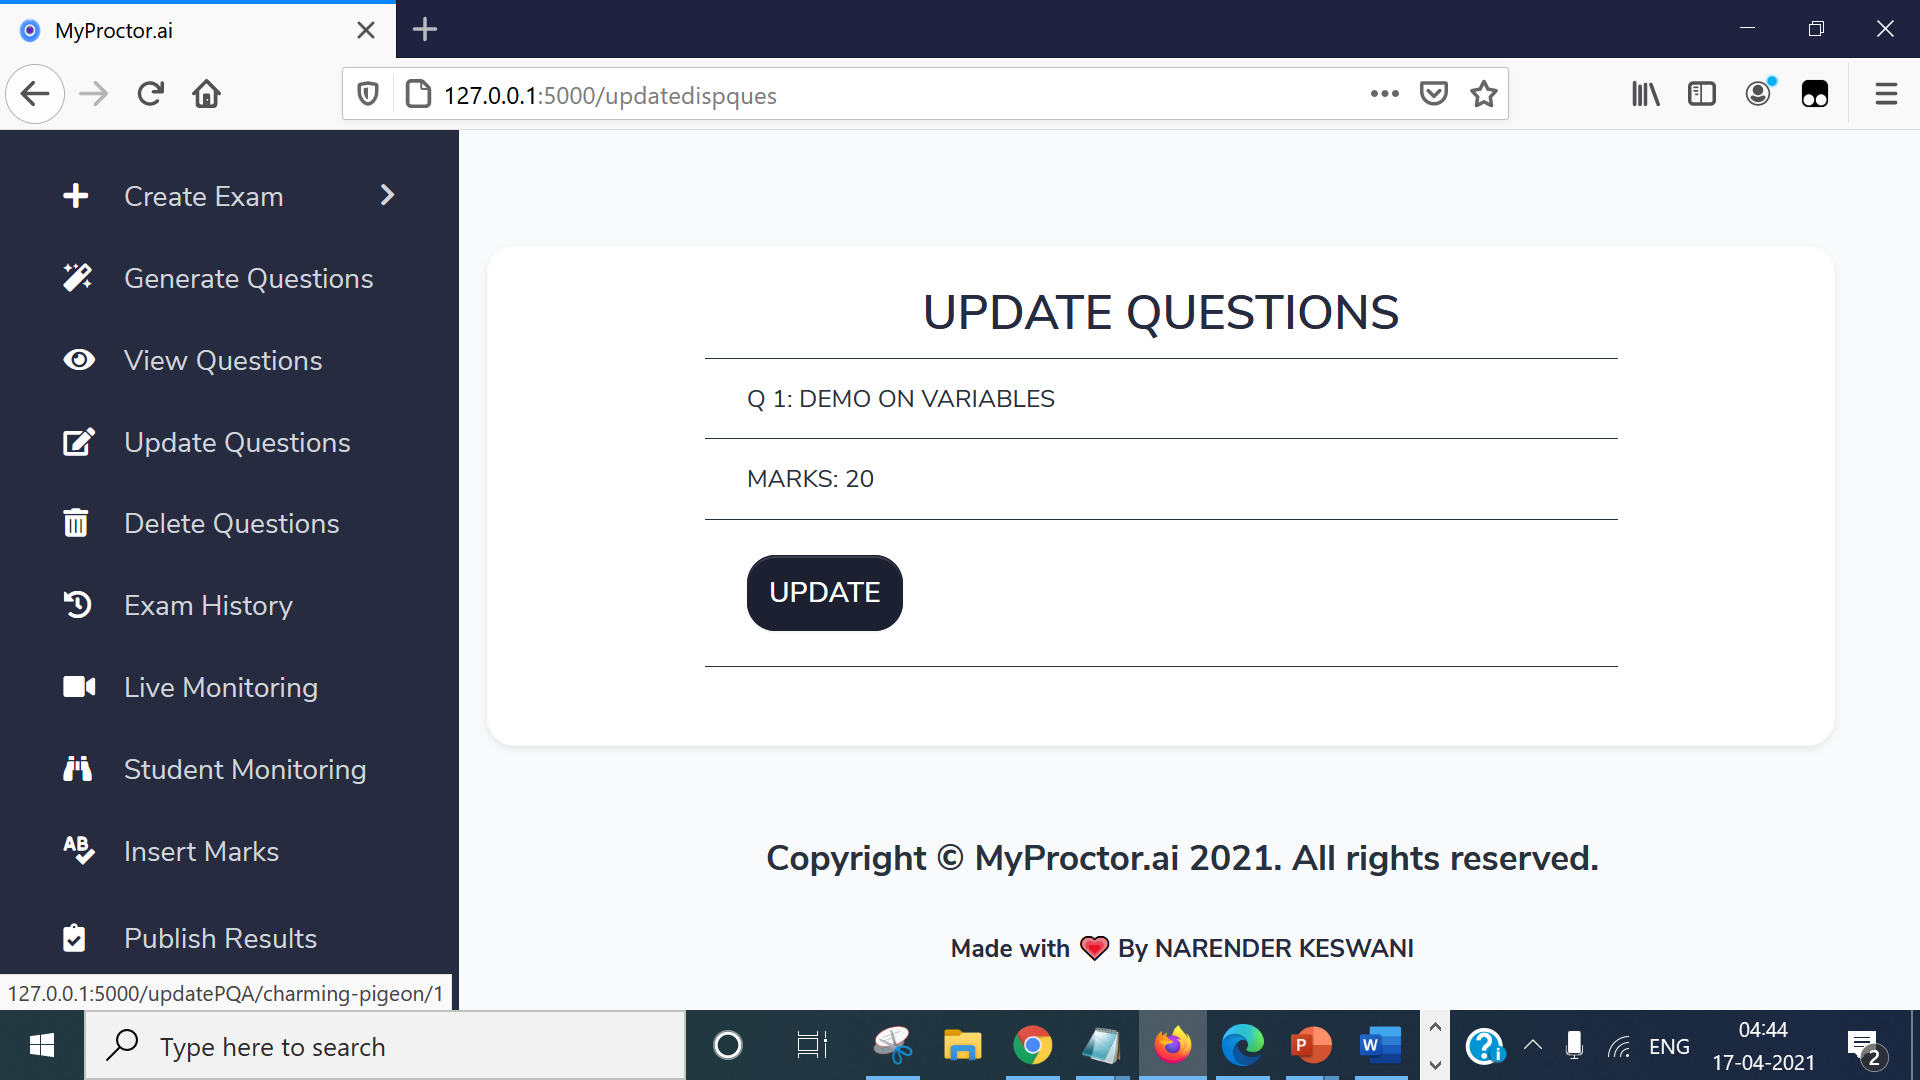 MyProctor.ai
127.0.0.1:5000/updatedispques
Create Exam
Generate Questions
View Questions
Update Questions
Delete Questions
Exam History
Live Monitoring
Student Monitoring
AB
Insert Marks
Publish Results
UPDATE QUESTIONS
Q 1: DEMO ON VARIABLES
MARKS: 20
UPDATE
Copyright © MyProctor.ai 2021. All rights reserved.
Made with ❤ By NARENDER KESWANI
127.0.0.1:5000/updatePQA/charming-pigeon/1
Type here to search
P
W
?
i
ENG
04:44
17-04-2021
2